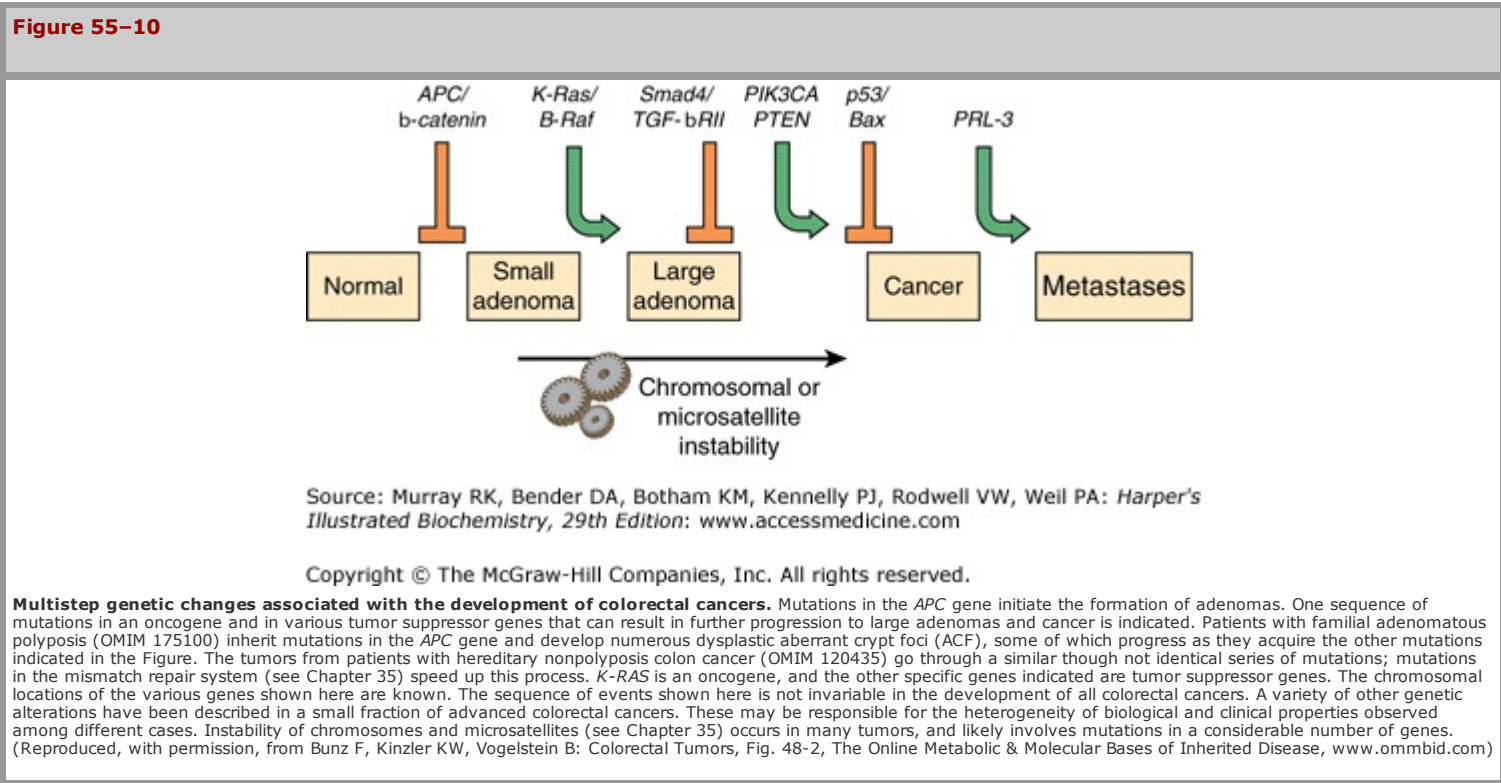 Figure 55–10
APC/
b-catenin
K-Ras/
B-Raf
Smad4/
TGF-bRII
PIK3CA
PTEN
p53/
Bax
PRL-3
Normal
Small
adenoma
Large
adenoma
Cancer
Metastases
Chromosomal or
microsatellite
instability
Source: Murray RK, Bender DA, Botham KM, Kennelly PJ, Rodwell VW, Weil PA: Harper's
Illustrated Biochemistry, 29th Edition: www.accessmedicine.com
Copyright © The McGraw-Hill Companies, Inc. All rights reserved.
Multistep genetic changes associated with the development of colorectal cancers. Mutations in the APC gene initiate the formation of adenomas. One sequence of
mutations in an oncogene and in various tumor suppressor genes that can result in further progression to large adenomas and cancer is indicated. Patients with familial adenomatous
polyposis (OMIM 175100) inherit mutations in the APC gene and develop numerous dysplastic aberrant crypt foci (ACF), some of which progress as they acquire the other mutations
indicated in the Figure. The tumors from patients with hereditary nonpolyposis colon cancer (OMIM 120435) go through a similar though not identical series of mutations; mutations
in the mismatch repair system (see Chapter 35) speed up this process. K-RAS is an oncogene, and the other specific genes indicated are tumor suppressor genes. The chromosomal
locations of the various genes shown here are known. The sequence of events shown here is not invariable in the development of all colorectal cancers. A variety of other genetic
alterations have been described in a small fraction of advanced colorectal cancers. These may be responsible for the heterogeneity of biological and clinical properties observed
among different cases. Instability of chromosomes and microsatellites (see Chapter 35) occurs in many tumors, and likely involves mutations in a considerable number of genes.
(Reproduced, with permission, from Bunz F, Kinzler KW, Vogelstein B: Colorectal Tumors, Fig. 48-2, The Online Metabolic & Molecular Bases of Inherited Disease, www.ommbid.com)